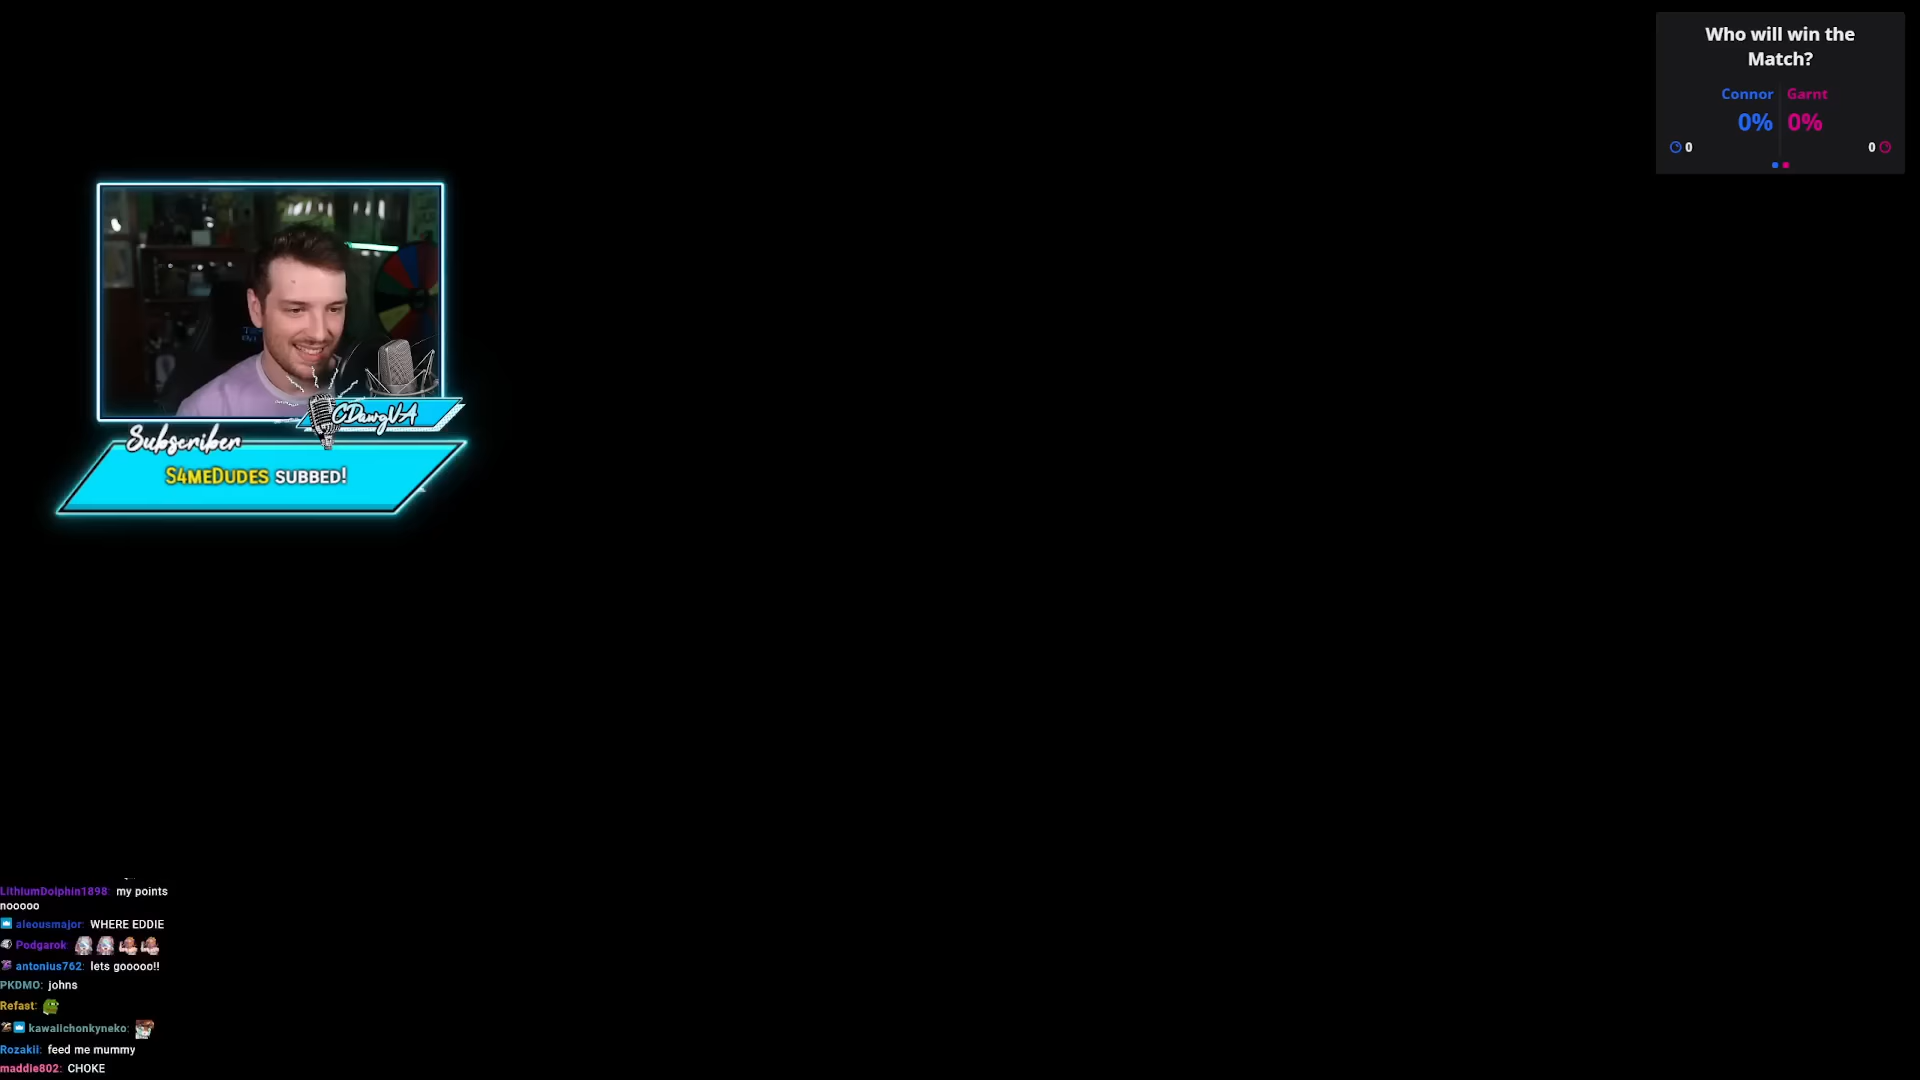 Who will win the
Match?
Connor Garnt
0% 0%
0 0
CDawgVA
Subscriber
S4MEDUDES SUBBED!
LithiumDolphin1898: my points
nooooo
aleousmajor: WHERE EDDIE
Podgarok:
antonius762: lets gooooo!!
PKDMO: johns
Refast:
kawaiichonkyneko:
Rozakii: feed me mummy
maddie802: CHOKE